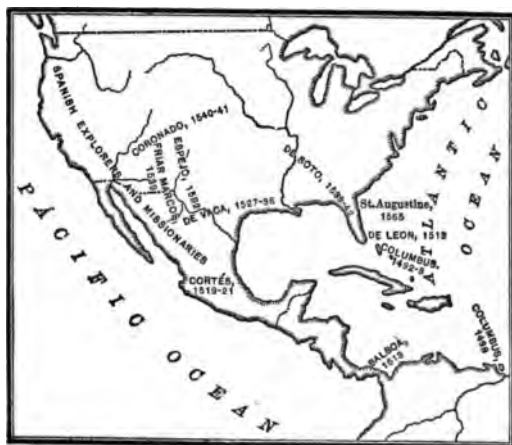 SPANISH EXPLORERS AND MISSIONARIES
CORONADO, 1540-41
FRIAR MARCOS,
1539
ESPEJO, 1582
DE VACA, 1527-36
DE SOTO, 1539-42
St. Augustine,
1565
DE LEON, 1513
COLUMBUS,
1492-3
CORTÉS,
1519-21
BALBOA,
1513
COLUMBUS,
1498
ATLANTIC
OCEAN
PACIFIC OCEAN